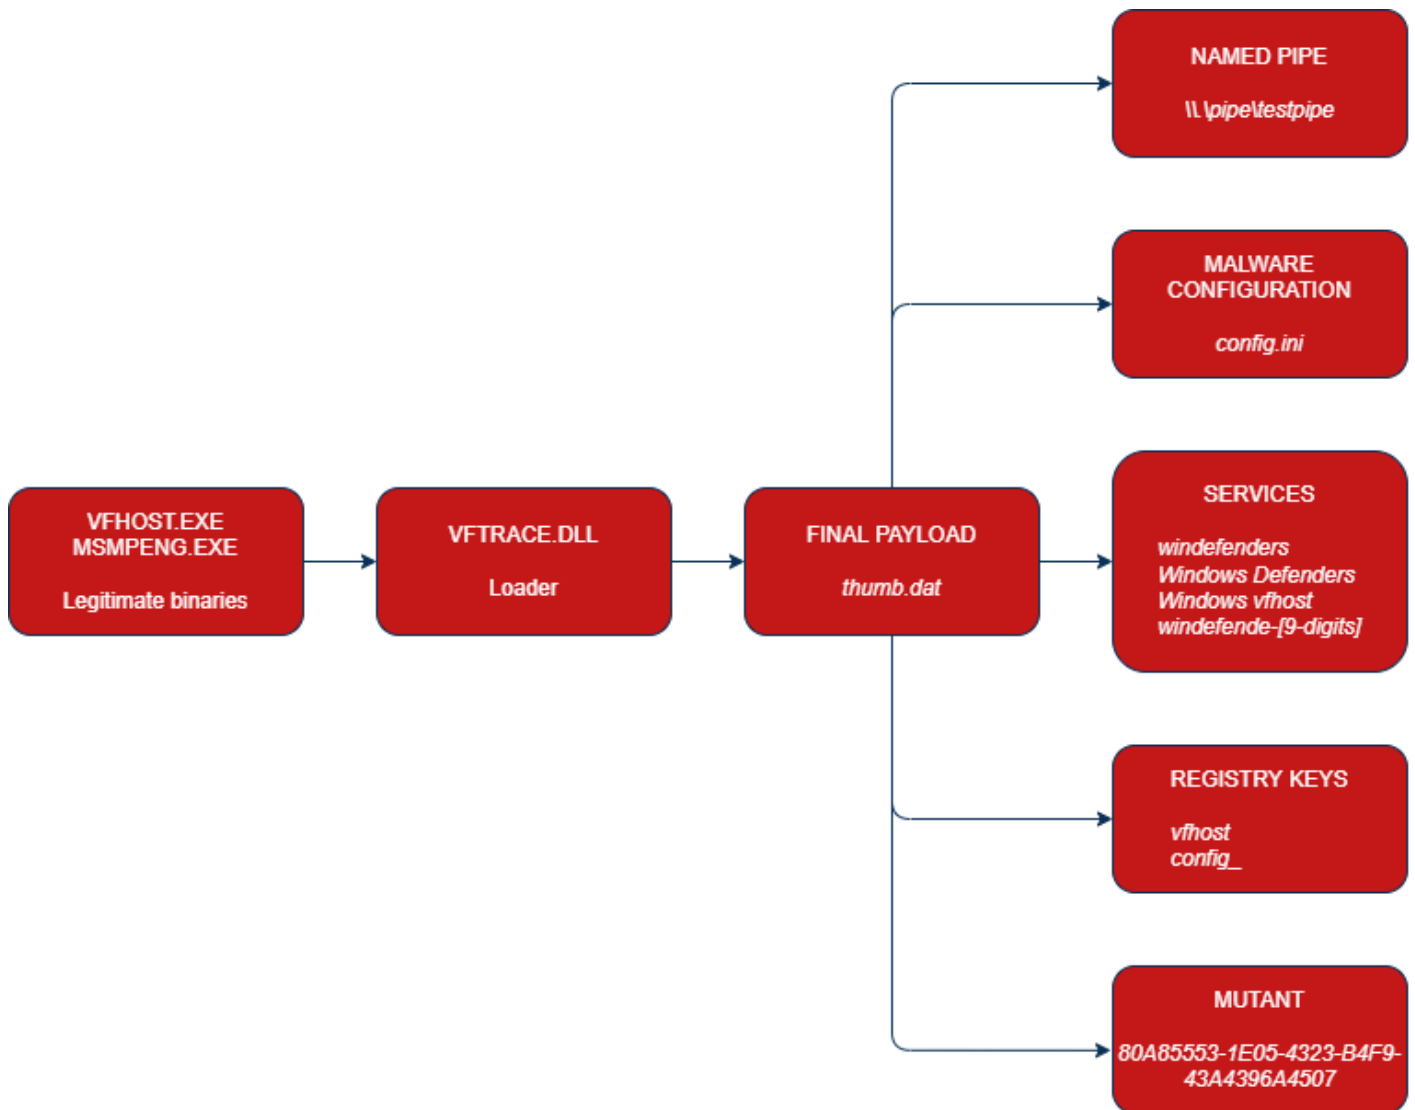 NAMED PIPE
\\.\pipe\testpipe
MALWARE
CONFIGURATION
config.ini
SERVICES
windefenders
Windows Defenders
Windows vfhost
windefende-[9-digits]
VFHOST.EXE
MSMPENG.EXE
Legitimate binaries
VFTRACE.DLL
Loader
FINAL PAYLOAD
thumb.dat
REGISTRY KEYS
vfhost
config_
MUTANT
80A85553-1E05-4323-B4F9-
43A4396A4507